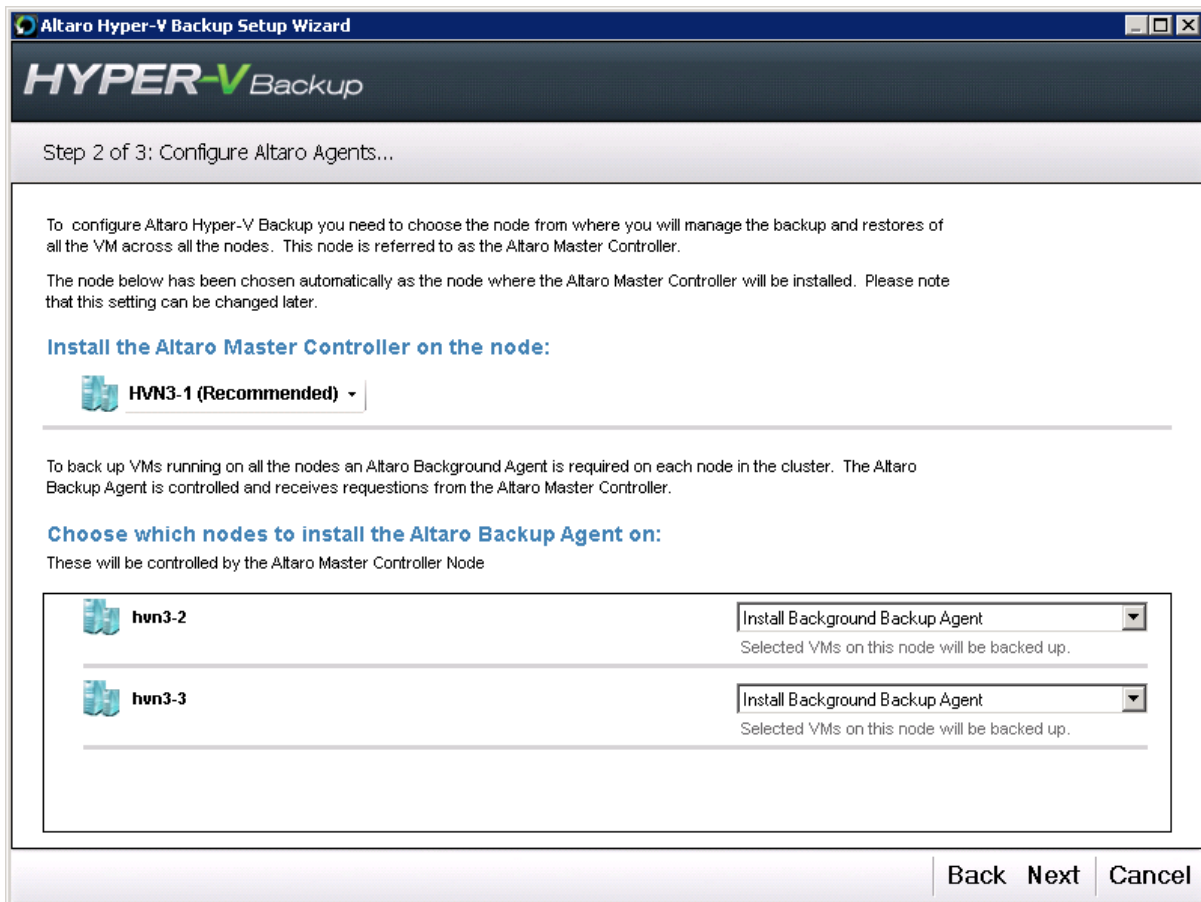 Altaro Hyper-V Backup Setup Wizard
HYPER-V Backup
Step 2 of 3: Configure Altaro Agents...
To  configure Altaro Hyper-V Backup you need to choose the node from where you will manage the backup and restores of
all the VM across all the nodes.  This node is referred to as the Altaro Master Controller.
The node below has been chosen automatically as the node where the Altaro Master Controller will be installed.  Please note
that this setting can be changed later.
Install the Altaro Master Controller on the node:
HVN3-1 (Recommended)
To back up VMs running on all the nodes an Altaro Background Agent is required on each node in the cluster.  The Altaro
Backup Agent is controlled and receives requestions from the Altaro Master Controller.
Choose which nodes to install the Altaro Backup Agent on:
These will be controlled by the Altaro Master Controller Node
hvn3-2
Install Background Backup Agent
Selected VMs on this node will be backed up.
hvn3-3
Install Background Backup Agent
Selected VMs on this node will be backed up.
Back Next Cancel